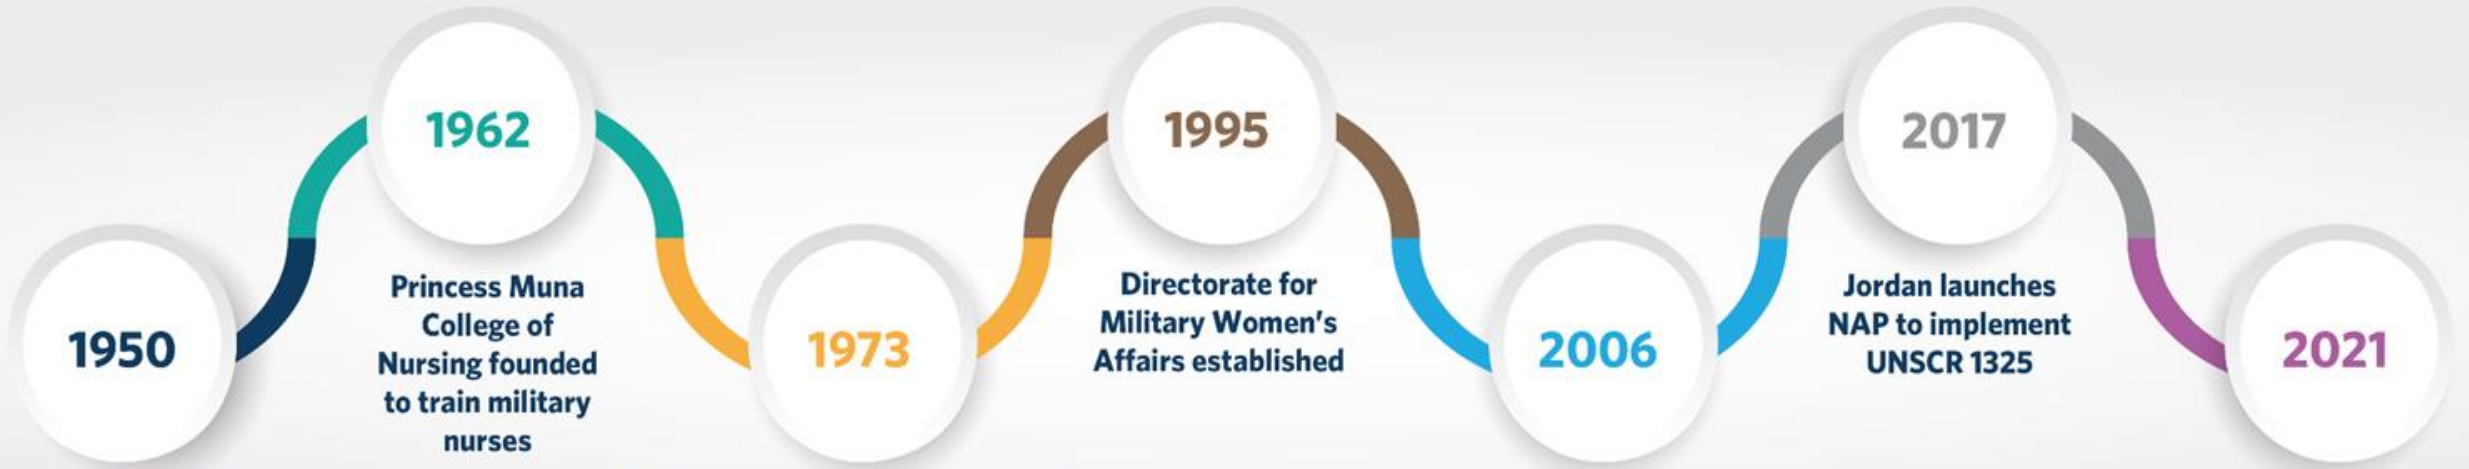 1950
1962
Princess Muna
College of
Nursing founded
to train military
nurses
1973
1995
Directorate for
Military Women's
Affairs established
2006
2017
Jordan launches
NAP to implement
UNSCR 1325
2021